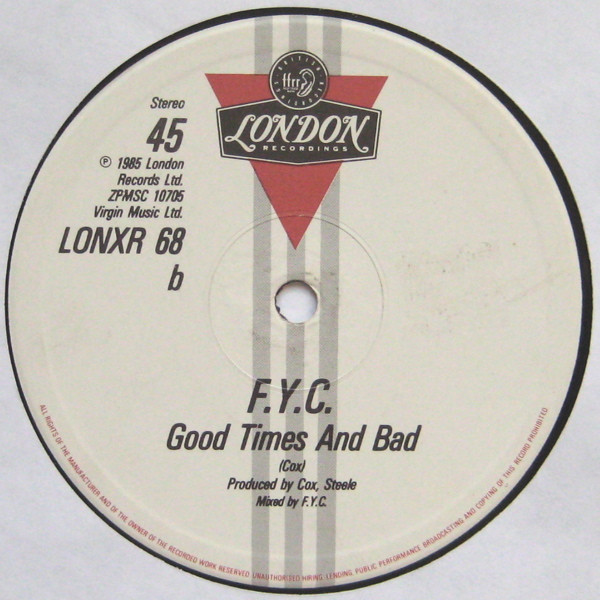 ffrr
LONDON
RECORDINGS
Stereo
45
℗ 1985 London
Records Ltd.
ZPMSC 10705
Virgin Music Ltd.
LONXR 68
b
F.Y.C.
Good Times And Bad
(Cox)
Produced by Cox, Steele
Mixed by F.Y.C.
ALL RIGHTS OF THE MANUFACTURER AND OF THE OWNER OF THE RECORDED WORK RESERVED. UNAUTHORISED HIRING, LENDING, PUBLIC PERFORMANCE, BROADCASTING AND COPYING OF THIS RECORD PROHIBITED